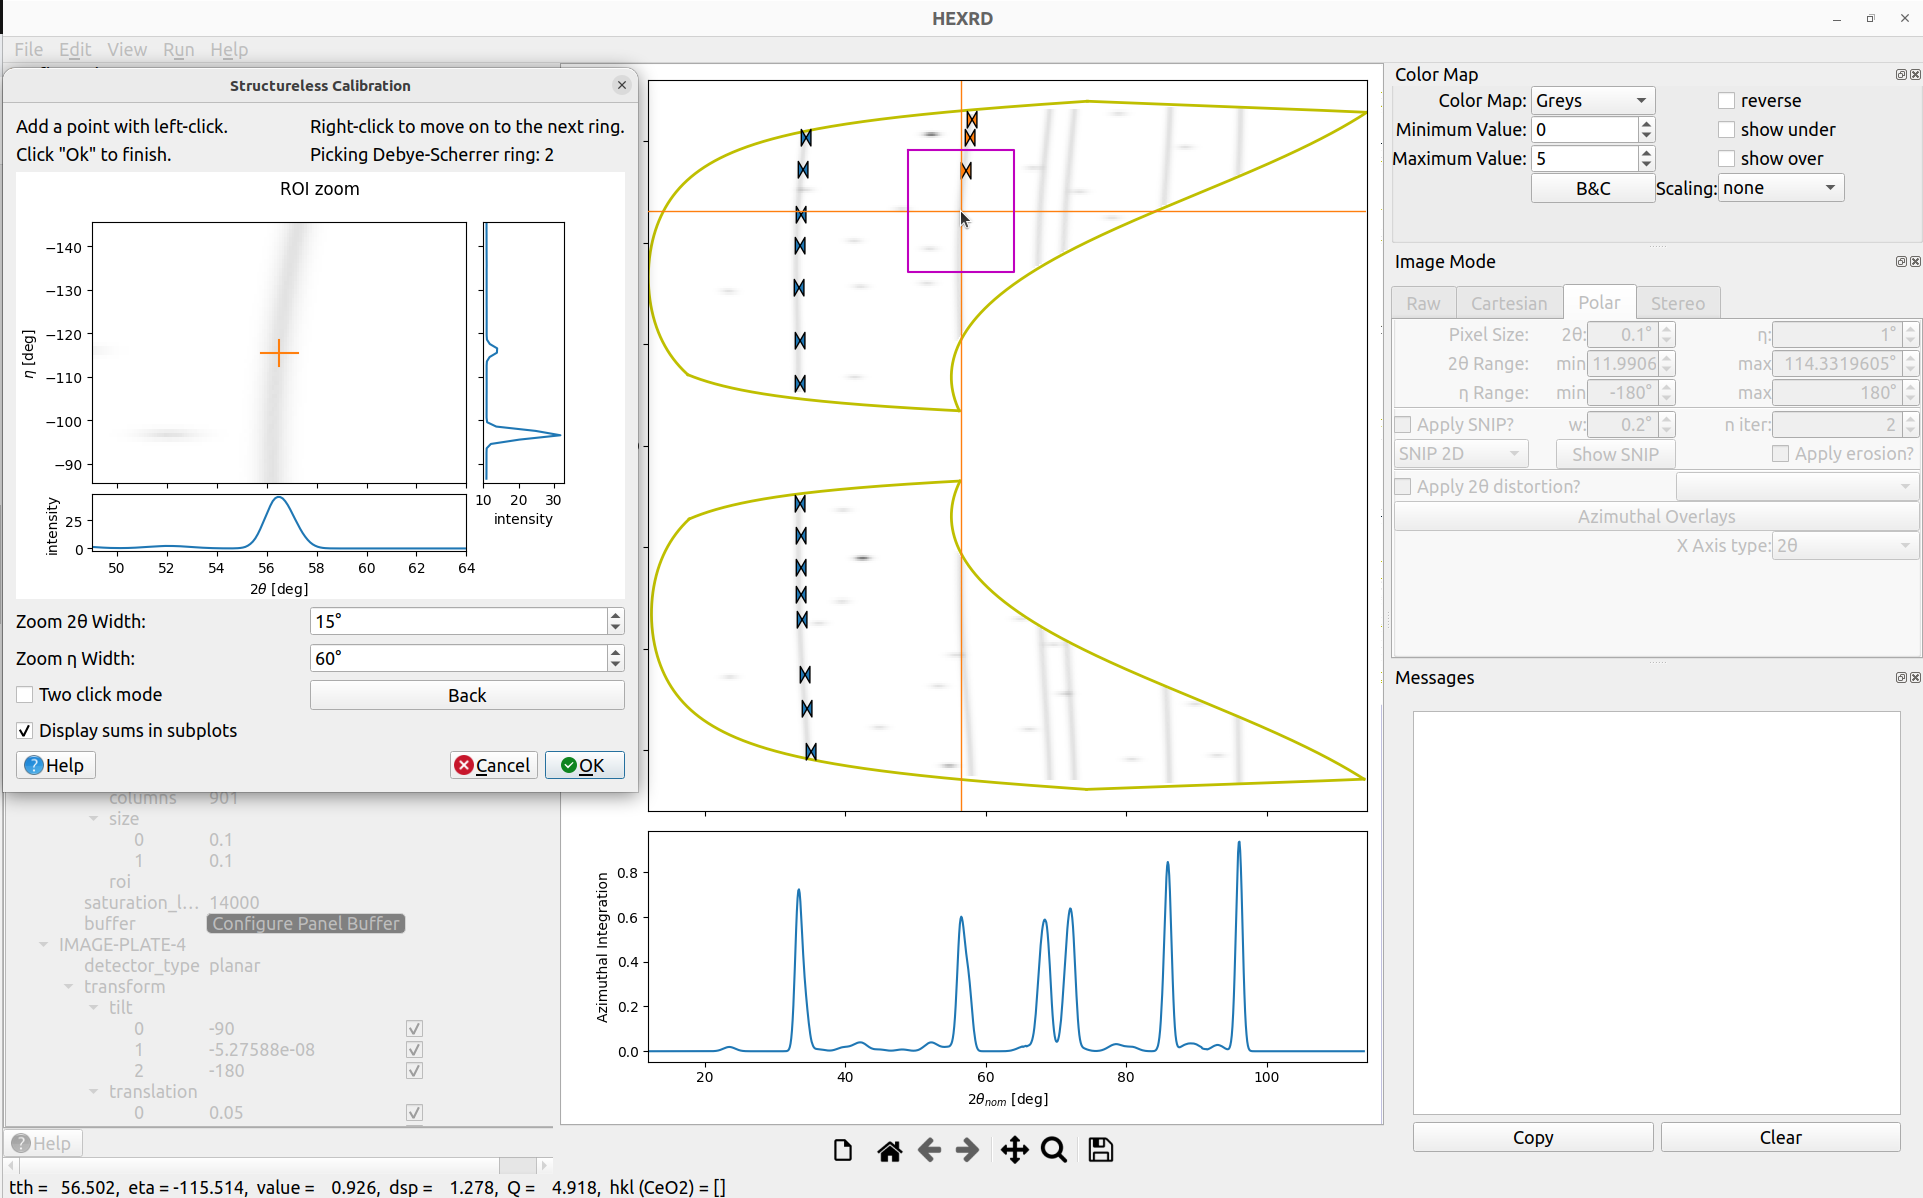 HEXRD
File Edit View Run Help
Structureless Calibration
Add a point with left-click.
Right-click to move on to the next ring.
Click "Ok" to finish.
Picking Debye-Scherrer ring: 2
ROI zoom
η [deg]
−140
−130
−120
−110
−100
−90
10 20 30
intensity
intensity
25
0
50 52 54 56 58 60 62 64
2θ [deg]
Zoom 2θ Width: 15°
Zoom η Width: 60°
Two click mode
Back
Display sums in subplots
Help
Cancel
OK
columns 901
size
0 0.1
1 0.1
roi
saturation_l... 14000
buffer Configure Panel Buffer
IMAGE-PLATE-4
detector_type planar
transform
tilt
0 -90
1 -5.27588e-08
2 -180
translation
0 0.05
Help
Azimuthal Integration
0.8
0.6
0.4
0.2
0.0
20 40 60 80 100
2θnom [deg]
Color Map
Color Map: Greys
reverse
Minimum Value: 0
show under
Maximum Value: 5
show over
B&C
Scaling: none
Image Mode
Raw Cartesian Polar Stereo
Pixel Size: 2θ: 0.1° η: 1°
2θ Range: min 11.9906 max 114.3319605°
η Range: min -180° max 180°
Apply SNIP? w: 0.2° n iter: 2
SNIP 2D Show SNIP Apply erosion?
Apply 2θ distortion?
Azimuthal Overlays
X Axis type: 2θ
Messages
Copy
Clear
tth = 56.502, eta = -115.514, value = 0.926, dsp = 1.278, Q = 4.918, hkl (CeO2) = []